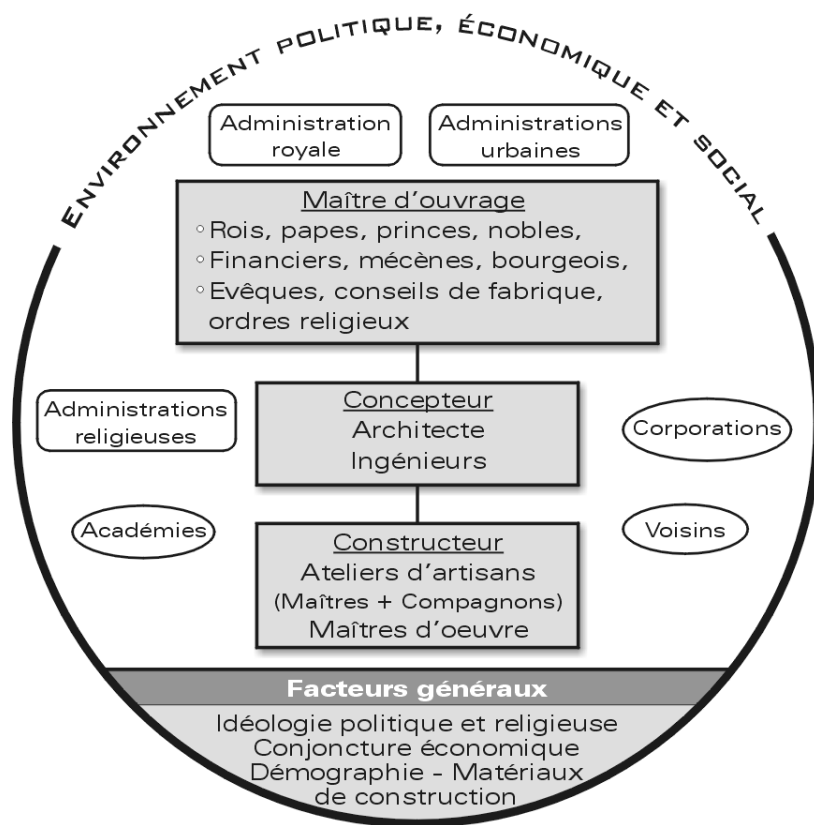 ENVIRONNEMENT POLITIQUE, ÉCONOMIQUE ET SOCIAL
Administration
royale
Administrations
urbaines
Maître d'ouvrage
◦ Rois, papes, princes, nobles,
◦ Financiers, mécènes, bourgeois,
◦ Evêques, conseils de fabrique,
ordres religieux
Administrations
religieuses
Concepteur
Architecte
Ingénieurs
Corporations
Académies
Voisins
Constructeur
Ateliers d'artisans
(Maîtres + Compagnons)
Maîtres d'oeuvre
Facteurs généraux
Idéologie politique et religieuse
Conjoncture économique
Démographie - Matériaux
de construction